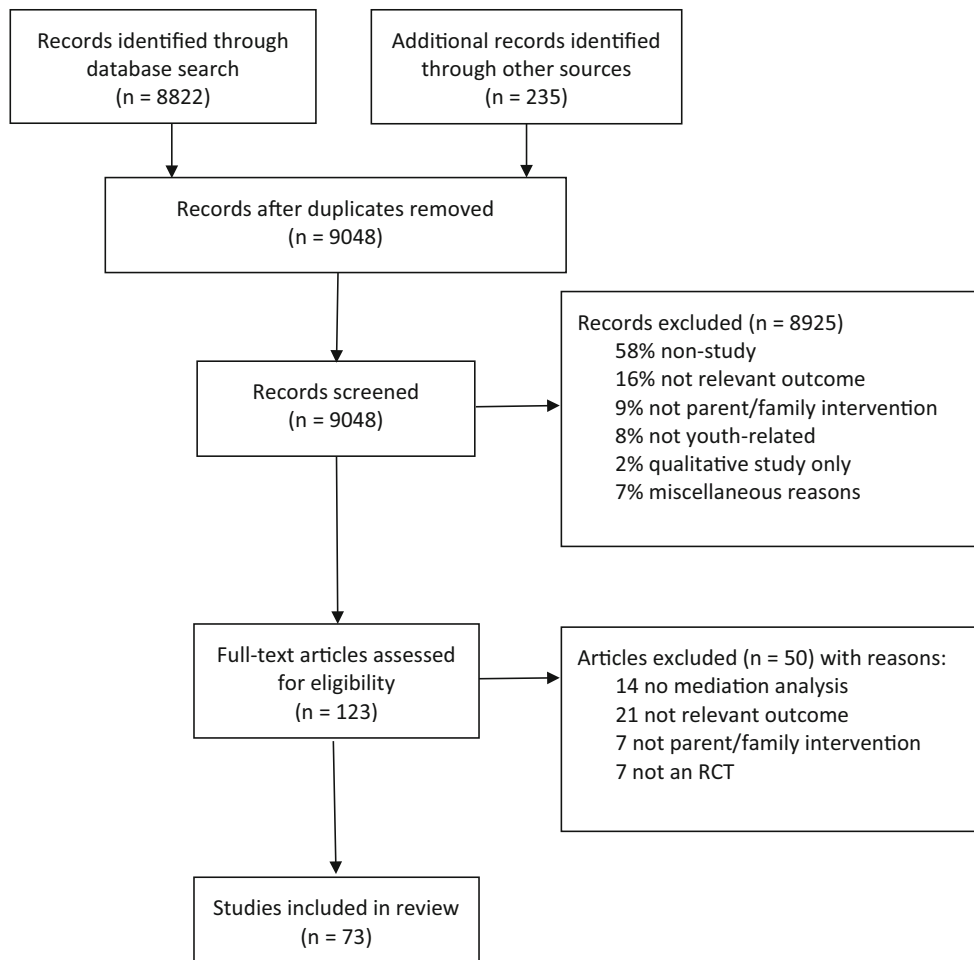 Records identified through
database search
(n = 8822)
Additional records identified
through other sources
(n = 235)
Records after duplicates removed
(n = 9048)
Records screened
(n = 9048)
Records excluded (n = 8925)
58% non-study
16% not relevant outcome
9% not parent/family intervention
8% not youth-related
2% qualitative study only
7% miscellaneous reasons
Full-text articles assessed
for eligibility
(n = 123)
Articles excluded (n = 50) with reasons:
14 no mediation analysis
21 not relevant outcome
7 not parent/family intervention
7 not an RCT
Studies included in review
(n = 73)